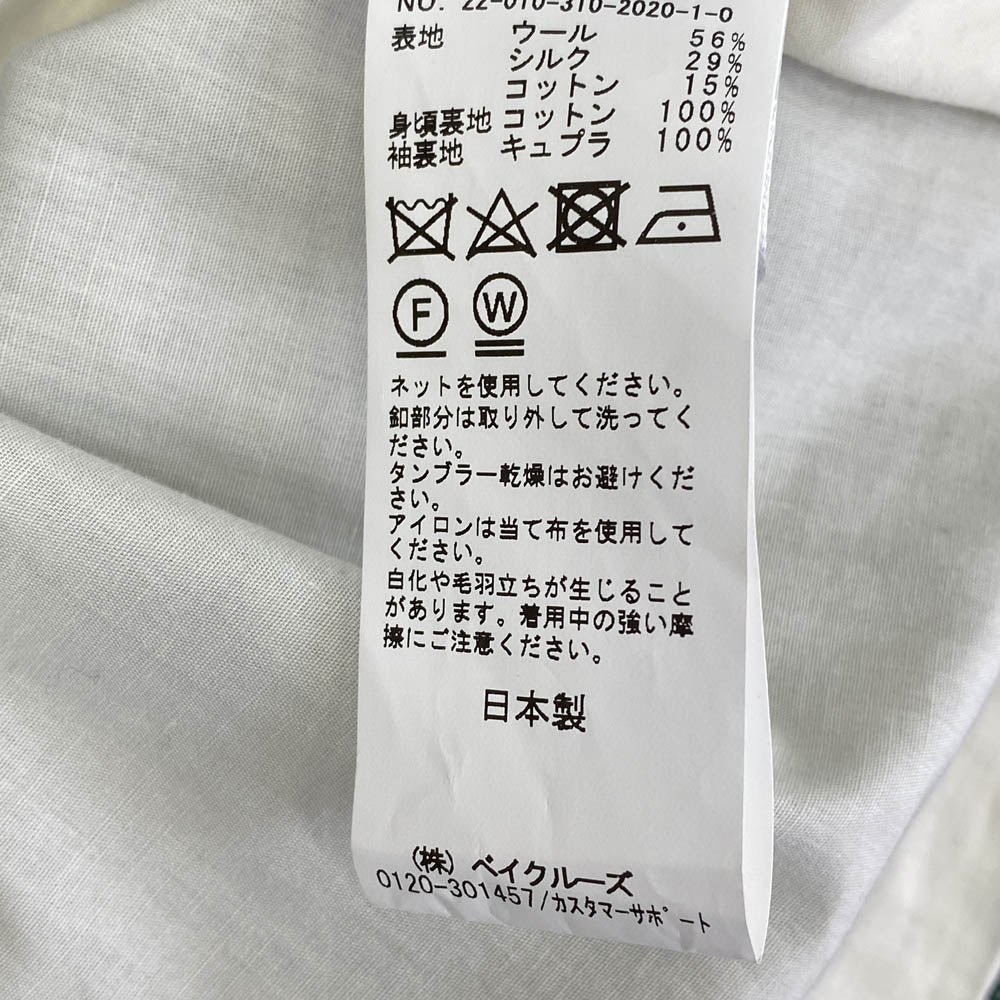 NO. 22-010-310-2020-1-0
表地 ウール 56%
シルク 29%
コットン 15%
身頃裏地 コットン 100%
袖裏地 キュプラ 100%
F W
ネットを使用してください。
釦部分は取り外して洗ってく
ださい。
タンブラー乾燥はお避けくだ
さい。
アイロンは当て布を使用して
ください。
白化や毛羽立ちが生じること
があります。着用中の強い摩
擦にご注意ください。
日本製
(株) ベイクルーズ
0120-301457/カスタマーサポート